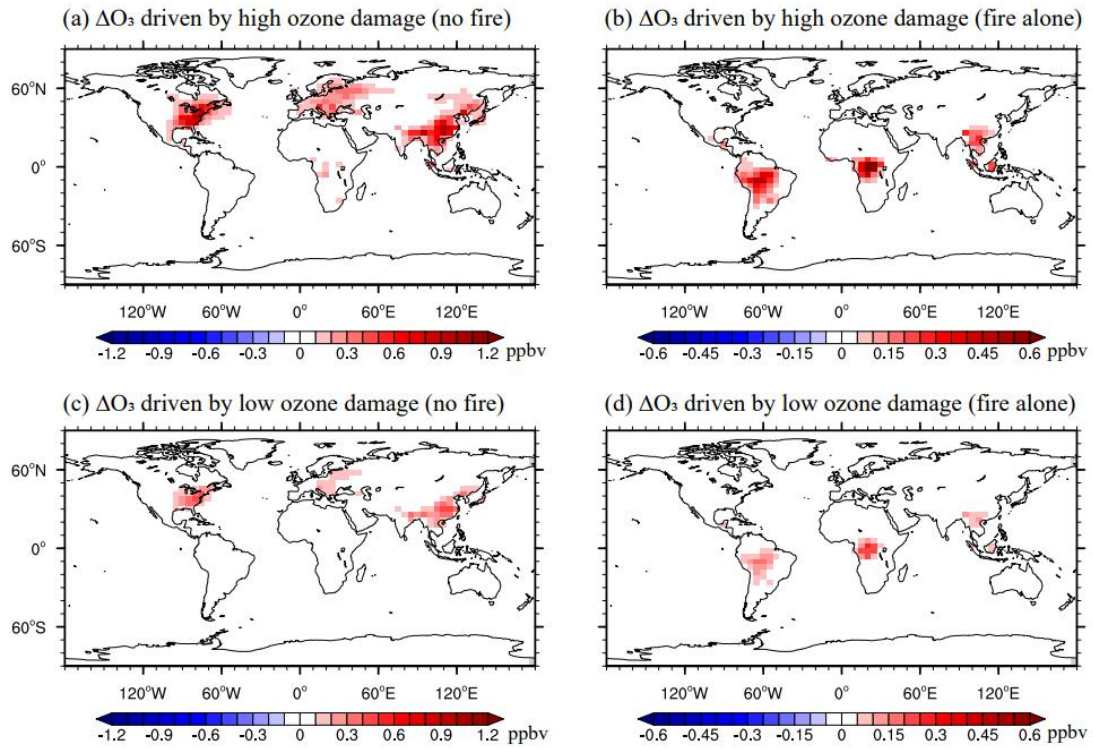 (a) ΔO₃ driven by high ozone damage (no fire)
(b) ΔO₃ driven by high ozone damage (fire alone)
60°N
0°
60°S
120°W 60°W 0° 60°E 120°E
120°W 60°W 0° 60°E 120°E
-1.2 -0.9 -0.6 -0.3 0 0.3 0.6 0.9 1.2 ppbv
-0.6 -0.45 -0.3 -0.15 0 0.15 0.3 0.45 0.6 ppbv
(c) ΔO₃ driven by low ozone damage (no fire)
(d) ΔO₃ driven by low ozone damage (fire alone)
60°N
0°
60°S
120°W 60°W 0° 60°E 120°E
120°W 60°W 0° 60°E 120°E
-1.2 -0.9 -0.6 -0.3 0 0.3 0.6 0.9 1.2 ppbv
-0.6 -0.45 -0.3 -0.15 0 0.15 0.3 0.45 0.6 ppbv